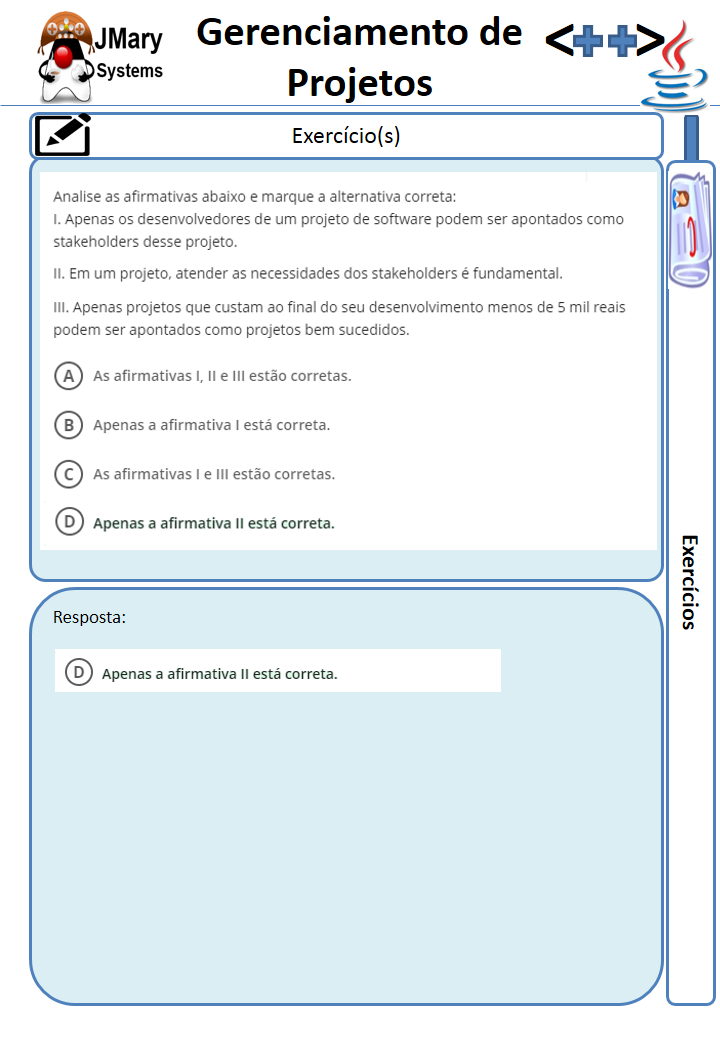 JMary
Systems
Gerenciamento de
Projetos
<++>
Exercício(s)
Analise as afirmativas abaixo e marque a alternativa correta:
I. Apenas os desenvolvedores de um projeto de software podem ser apontados como
stakeholders desse projeto.
II. Em um projeto, atender as necessidades dos stakeholders é fundamental.
III. Apenas projetos que custam ao final do seu desenvolvimento menos de 5 mil reais
podem ser apontados como projetos bem sucedidos.
A As afirmativas I, II e III estão corretas.
B Apenas a afirmativa I está correta.
C As afirmativas I e III estão corretas.
D Apenas a afirmativa II está correta.
Exercícios
Resposta:
D Apenas a afirmativa II está correta.